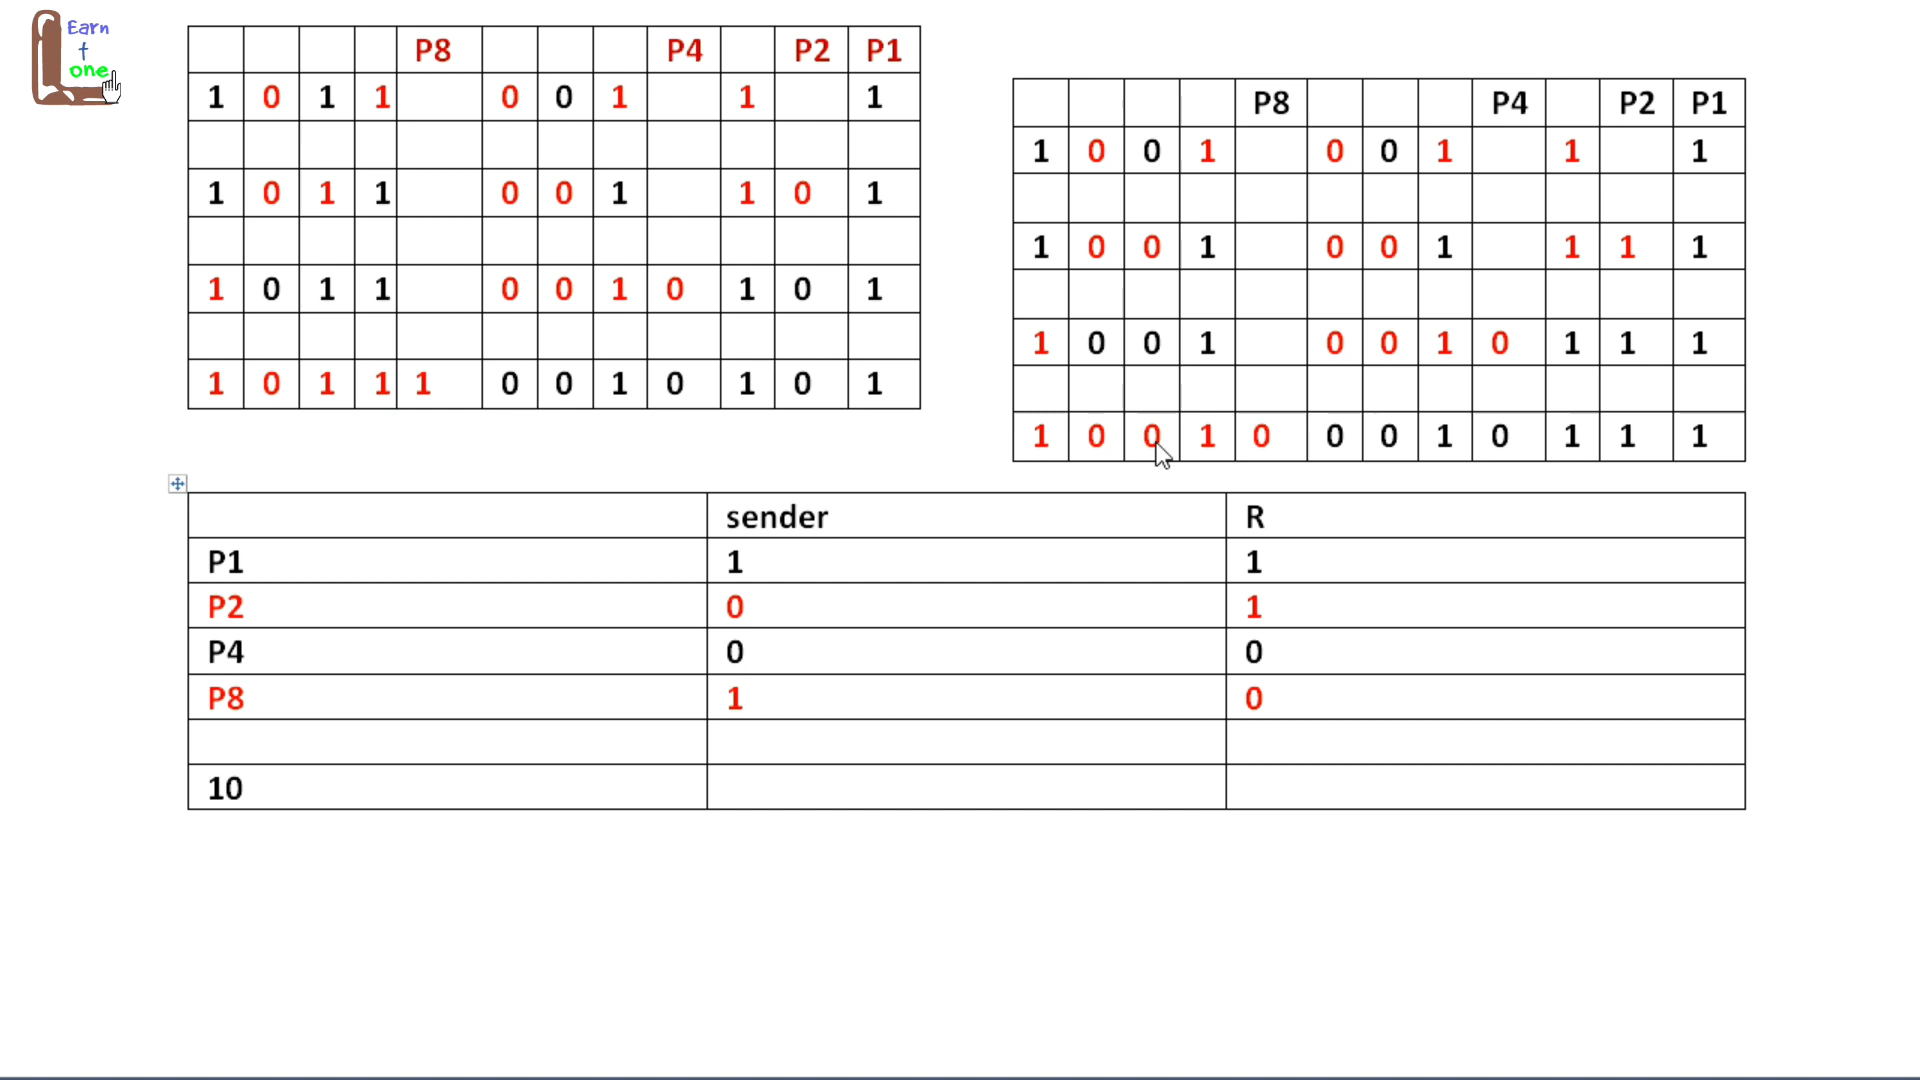 Earn
t
one
P8 P4 P2 P1
1 0 1 1 0 0 1 1 1
1 0 1 1 0 0 1 1 0 1
1 0 1 1 0 0 1 0 1 0 1
1 0 1 1 1 0 0 1 0 1 0 1
P8 P4 P2 P1
1 0 0 1 0 0 1 1 1
1 0 0 1 0 0 1 1 1 1
1 0 0 1 0 0 1 0 1 1 1
1 0 0 1 0 0 0 1 0 1 1 1
sender R
P1 1 1
P2 0 1
P4 0 0
P8 1 0
10